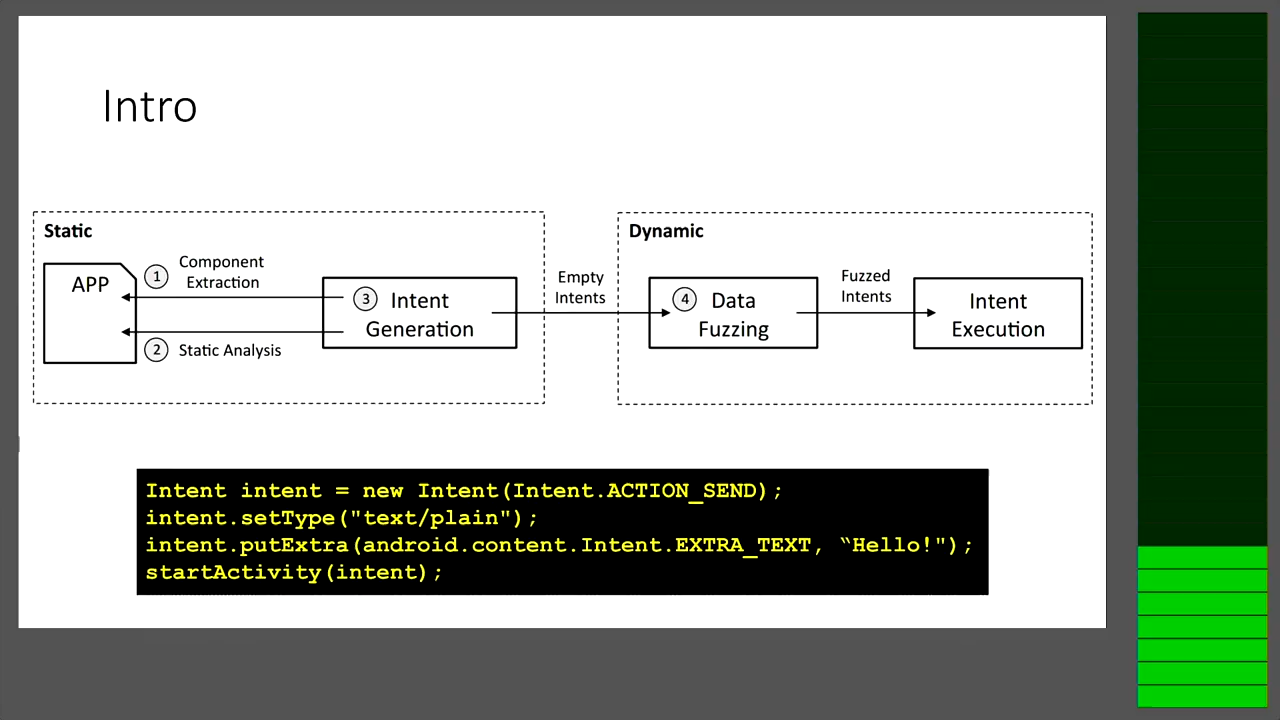 Intro
Static
APP
1
Component
Extraction
2
Static Analysis
3 Intent
Generation
Empty
Intents
Dynamic
4 Data
Fuzzing
Fuzzed
Intents
Intent
Execution
Intent intent = new Intent(Intent.ACTION_SEND);
intent.setType("text/plain");
intent.putExtra(android.content.Intent.EXTRA_TEXT, “Hello!");
startActivity(intent);